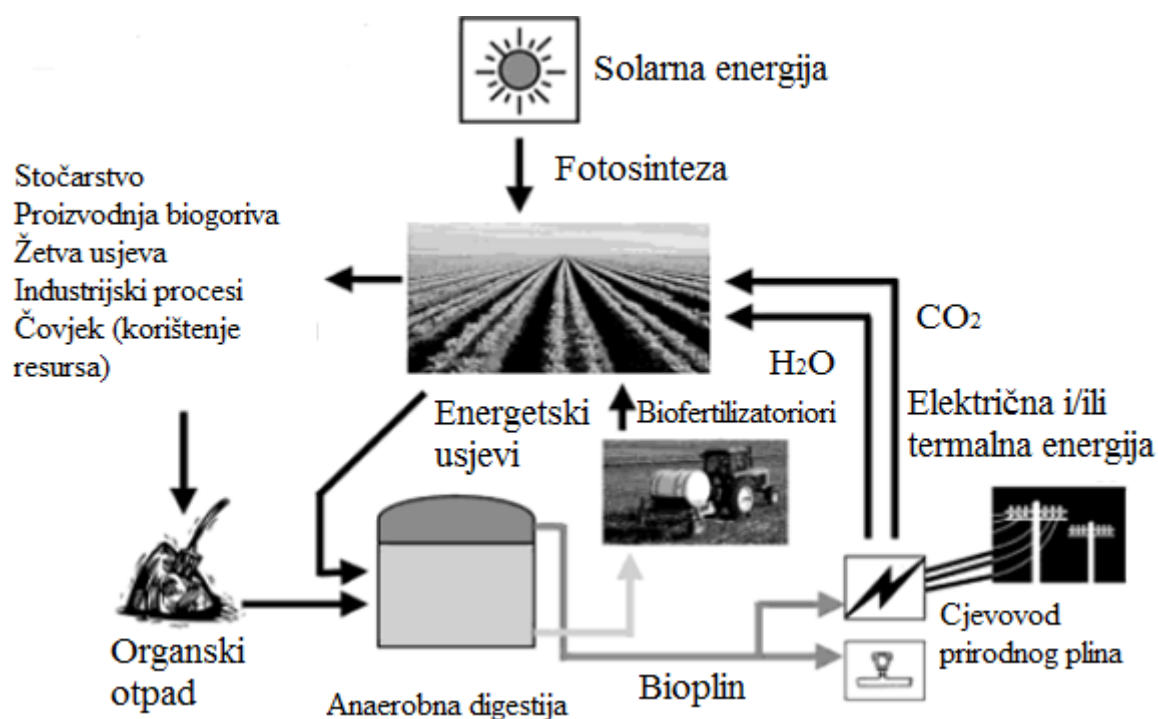 Solarna energija
Fotosinteza
Stočarstvo
Proizvodnja biogoriva
Žetva usjeva
Industrijski procesi
Čovjek (korištenje
resursa)
CO2
H2O
Energetski
usjevi
Biofertilizatoriori
Električna i/ili
termalna energija
Organski
otpad
Anaerobna digestija
Bioplin
Cjevovod
prirodnog plina